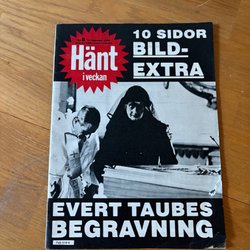 Hänt
i veckan
10 SIDOR
BILD-
EXTRA
EVERT TAUBES
BEGRAVNING